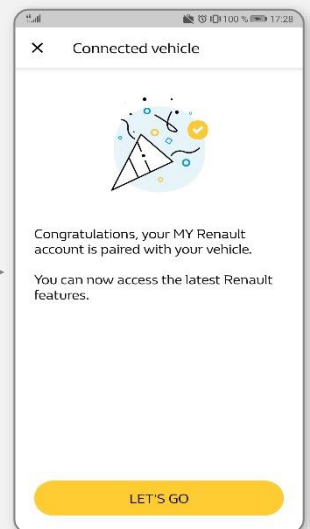 100 % 17:28
Connected vehicle
Congratulations, your MY Renault
account is paired with your vehicle.
You can now access the latest Renault
features.
LET'S GO